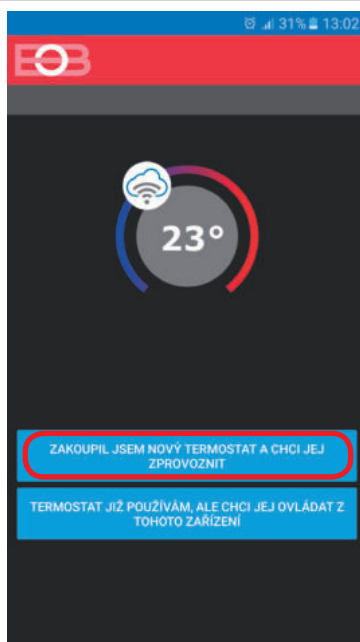 31% 13:02
EOB
23°
ZAKOUPIL JSEM NOVÝ TERMOSTAT A CHCI JEJ
ZPROVOZNIT
TERMOSTAT JIŽ POUŽÍVÁM, ALE CHCI JEJ OVLÁDAT Z
TOHOTO ZAŘÍZENÍ